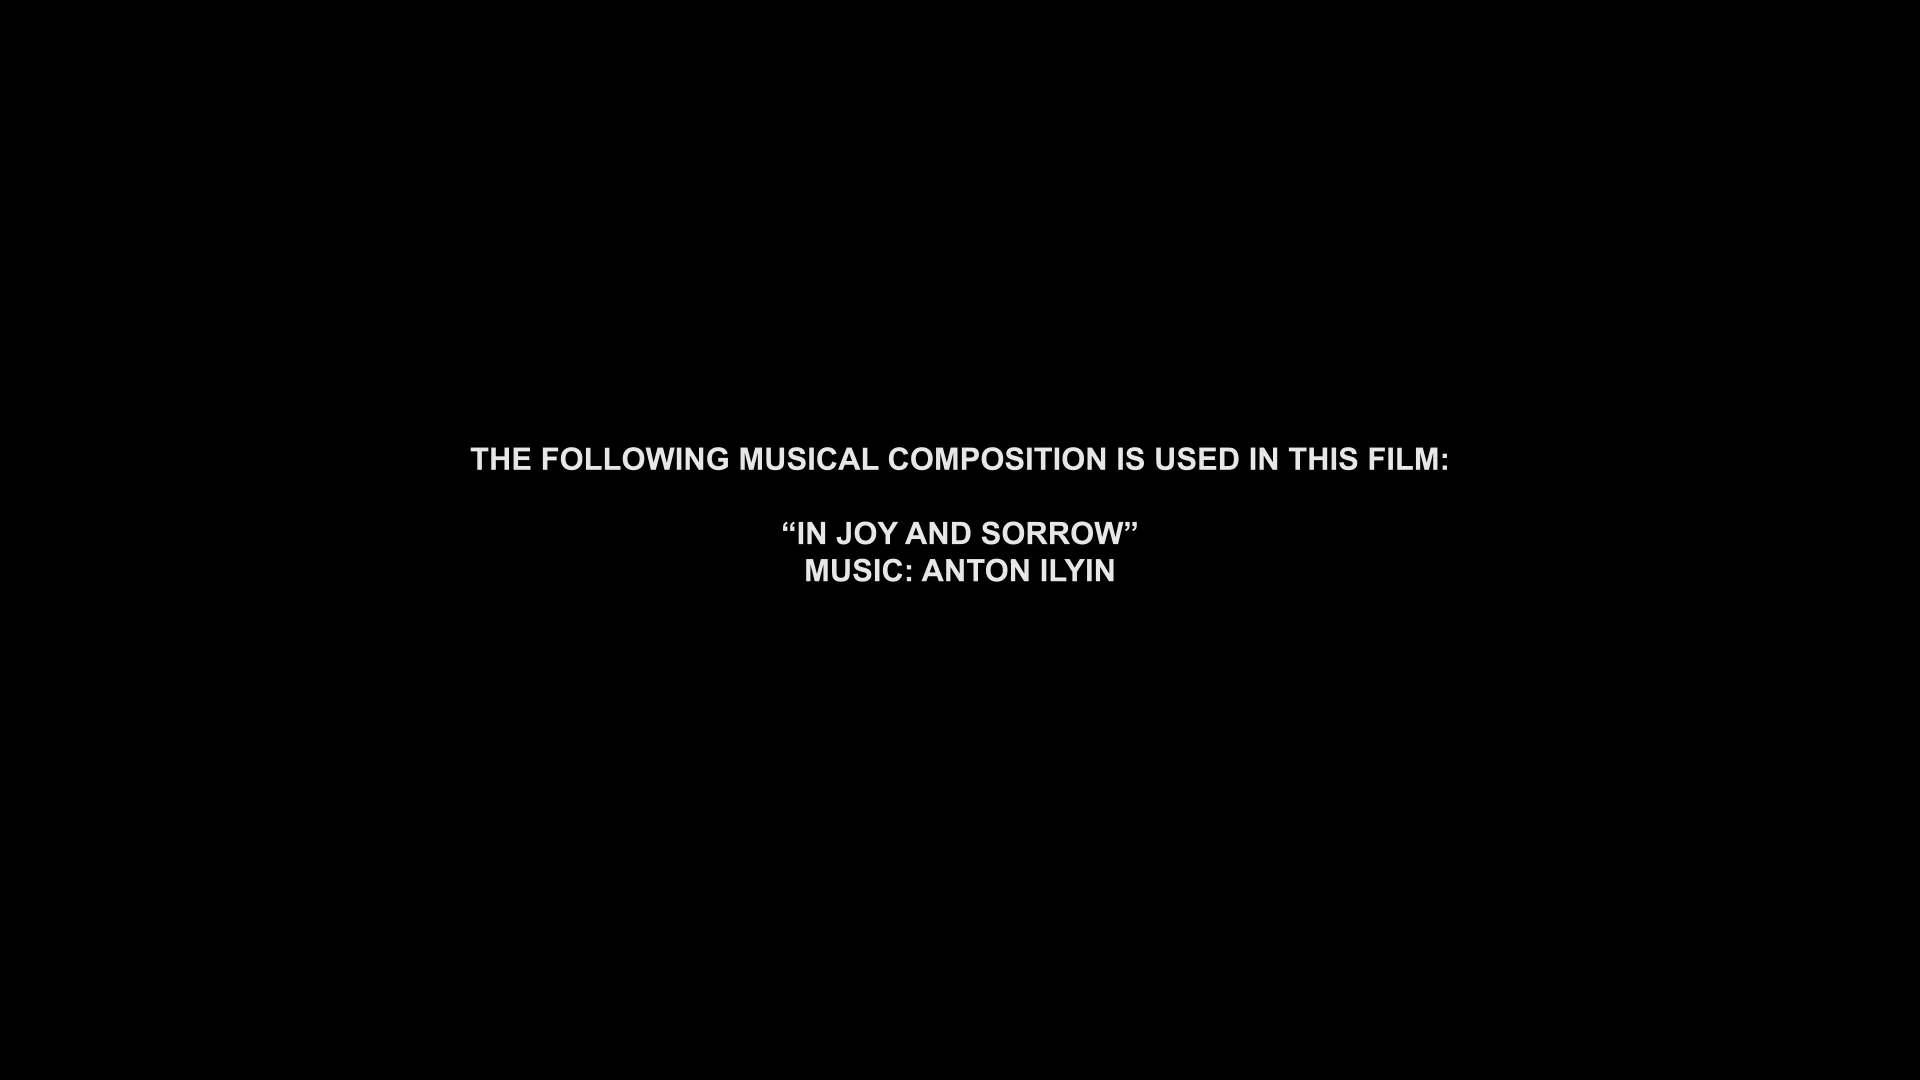 THE FOLLOWING MUSICAL COMPOSITION IS USED IN THIS FILM:
“IN JOY AND SORROW”
MUSIC: ANTON ILYIN